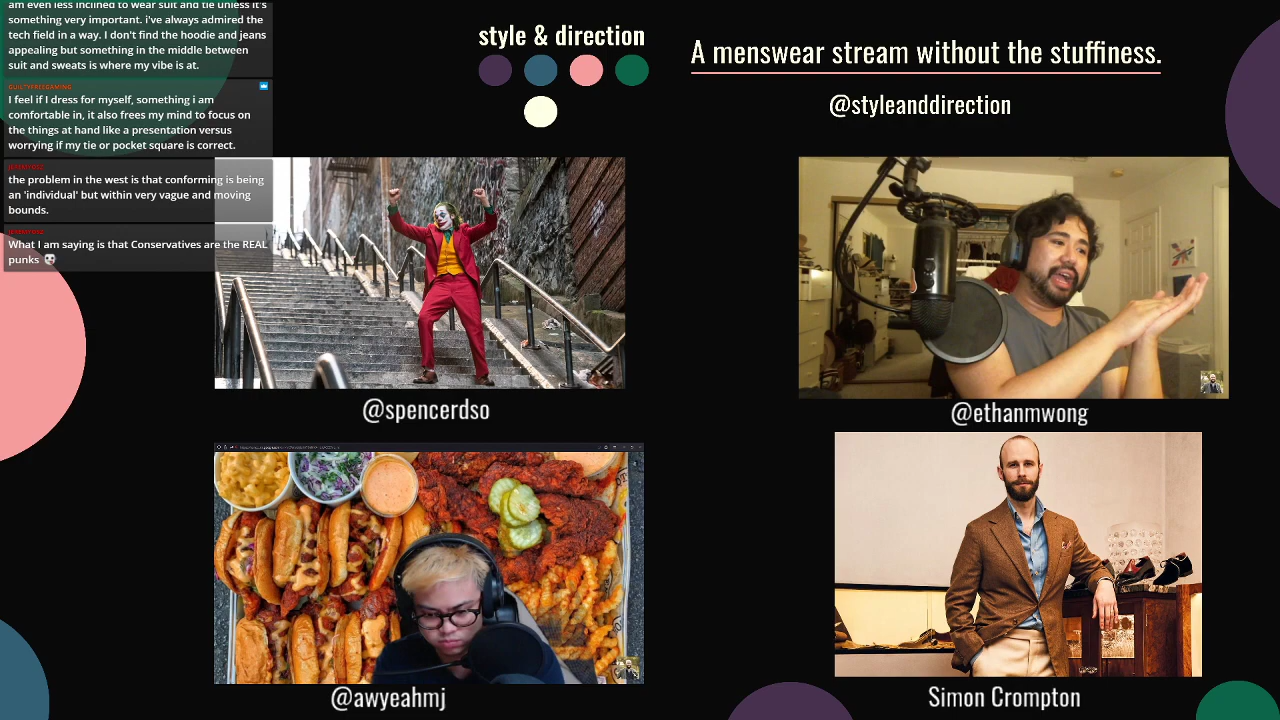 am even less inclined to wear suit and tie unless it's
something very important. i've always admired the
tech field in a way. I don't find the hoodie and jeans
appealing but something in the middle between
suit and sweats is where my vibe is at.
GUILTYFREEGAMING
I feel if I dress for myself, something i am
comfortable in, it also frees my mind to focus on
the things at hand like a presentation versus
worrying if my tie or pocket square is correct.
the problem in the west is that conforming is being
an 'individual' but within very vague and moving
bounds.
What I am saying is that Conservatives are the REAL
punks
style & direction
A menswear stream without the stuffiness.
@styleanddirection
@spencerdso
@ethanmwong
@awyeahmj
Simon Crompton